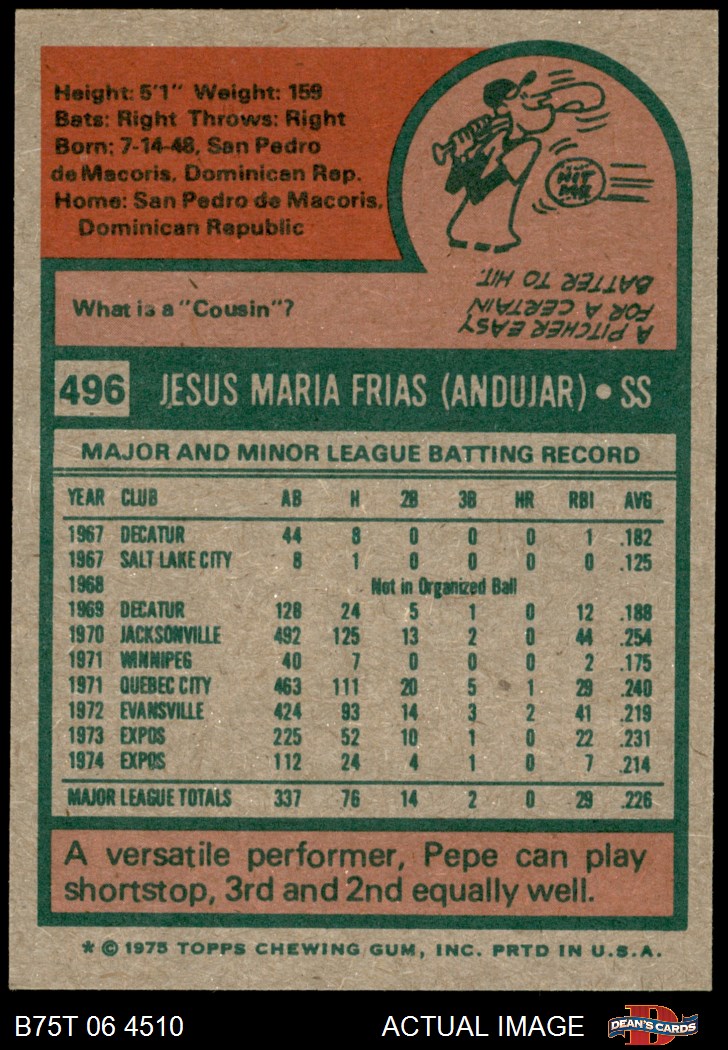 Height: 5'1" Weight: 159
Bats: Right Throws: Right
Born: 7-14-48, San Pedro
de Macoris, Dominican Rep.
Home: San Pedro de Macoris,
Dominican Republic
HIT ME
What is a "Cousin"?
A PITCHER EASY
FOR A CERTAIN
BATTER TO HIT.
496 JESUS MARIA FRIAS (ANDUJAR) • SS
MAJOR AND MINOR LEAGUE BATTING RECORD
YEAR CLUB AB H 2B 3B HR RBI AVG
1967 DECATUR 44 8 0 0 0 1 .182
1967 SALT LAKE CITY 8 1 0 0 0 0 .125
1968 Not in Organized Ball
1969 DECATUR 128 24 5 1 0 12 .188
1970 JACKSONVILLE 492 125 13 2 0 44 .254
1971 WINNIPEG 40 7 0 0 0 2 .175
1971 QUEBEC CITY 463 111 20 5 1 29 .240
1972 EVANSVILLE 424 93 14 3 2 41 .219
1973 EXPOS 225 52 10 1 0 22 .231
1974 EXPOS 112 24 4 1 0 7 .214
MAJOR LEAGUE TOTALS 337 76 14 2 0 29 .226
A versatile performer, Pepe can play
shortstop, 3rd and 2nd equally well.
* © 1975 TOPPS CHEWING GUM, INC. PRTD IN U.S.A.
B75T 06 4510 ACTUAL IMAGE D DEAN'S CARDS